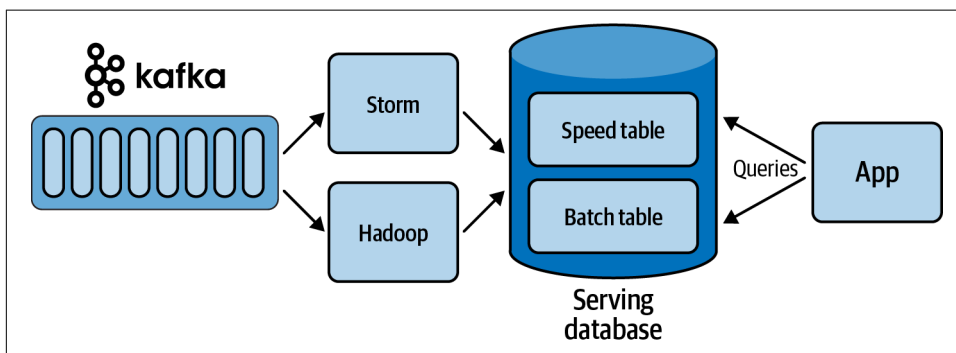 kafka
Storm
Hadoop
Speed table
Batch table
Serving
database
Queries
App